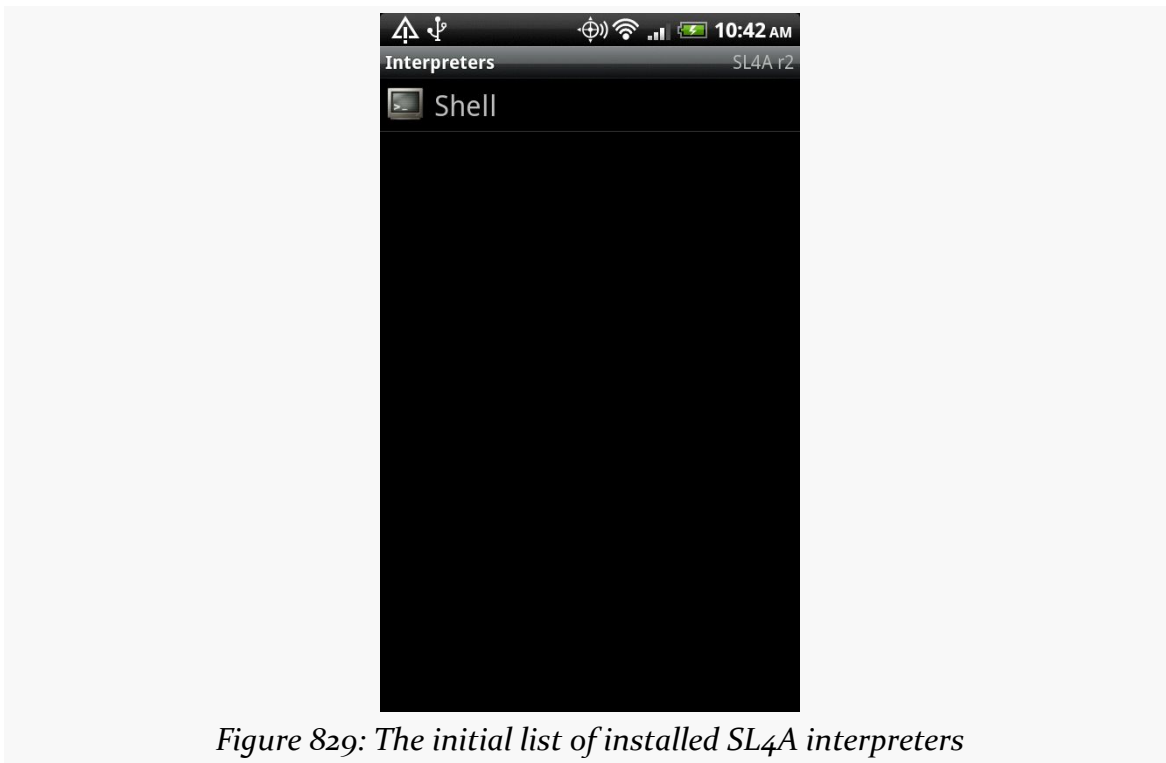 10:42 AM
Interpreters SL4A r2
>_ Shell
Figure 829: The initial list of installed SL4A interpreters